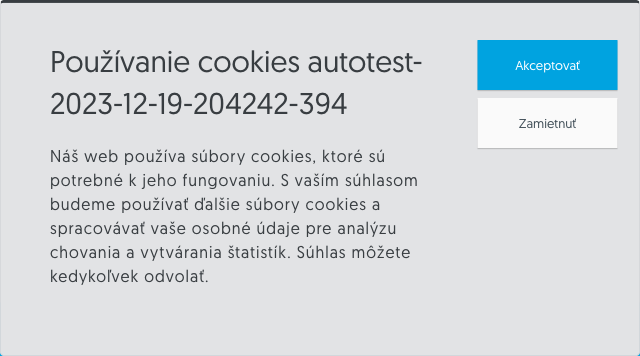 Používanie cookies autotest-
2023-12-19-204242-394
Náš web používa súbory cookies, ktoré sú
potrebné k jeho fungovaniu. S vaším súhlasom
budeme používať ďalšie súbory cookies a
spracovávať vaše osobné údaje pre analýzu
chovania a vytvárania štatistík. Súhlas môžete
kedykoľvek odvolať.
Akceptovať
Zamietnuť